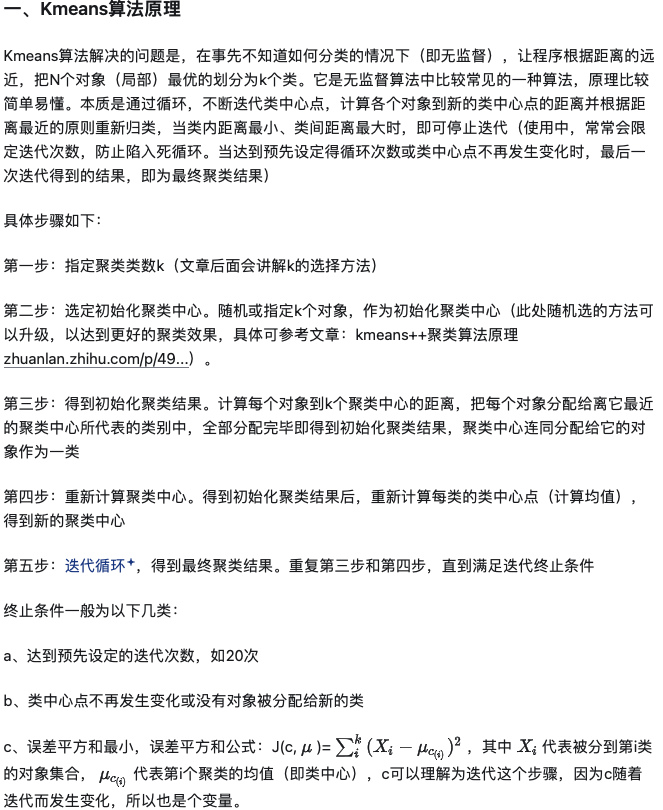 一、Kmeans算法原理
Kmeans算法解决的问题是，在事先不知道如何分类的情况下（即无监督），让程序根据距离的远
近，把N个对象（局部）最优的划分为k个类。它是无监督算法中比较常见的一种算法，原理比较
简单易懂。本质是通过循环，不断迭代类中心点，计算各个对象到新的类中心点的距离并根据距
离最近的原则重新归类，当类内距离最小、类间距离最大时，即可停止迭代（使用中，常常会限
定迭代次数，防止陷入死循环。当达到预先设定得循环次数或类中心点不再发生变化时，最后一
次迭代得到的结果，即为最终聚类结果）
具体步骤如下：
第一步：指定聚类类数k（文章后面会讲解k的选择方法）
第二步：选定初始化聚类中心。随机或指定k个对象，作为初始化聚类中心（此处随机选的方法可
以升级，以达到更好的聚类效果，具体可参考文章：kmeans++聚类算法原理
zhuanlan.zhihu.com/p/49...）。
第三步：得到初始化聚类结果。计算每个对象到k个聚类中心的距离，把每个对象分配给离它最近
的聚类中心所代表的类别中，全部分配完毕即得到初始化聚类结果，聚类中心连同分配给它的对
象作为一类
第四步：重新计算聚类中心。得到初始化聚类结果后，重新计算每类的类中心点（计算均值），
得到新的聚类中心
第五步：迭代循环✦，得到最终聚类结果。重复第三步和第四步，直到满足迭代终止条件
终止条件一般为以下几类：
a、达到预先设定的迭代次数，如20次
b、类中心点不再发生变化或没有对象被分配给新的类
c、误差平方和最小，误差平方和公式：J(c, μ )= ∑_i^k (X_i − μ_{c_{(i)}})^2 ，其中 X_i 代表被分到第i类
的对象集合， μ_{c_{(i)}} 代表第i个聚类的均值（即类中心），c可以理解为迭代这个步骤，因为c随着
迭代而发生变化，所以也是个变量。